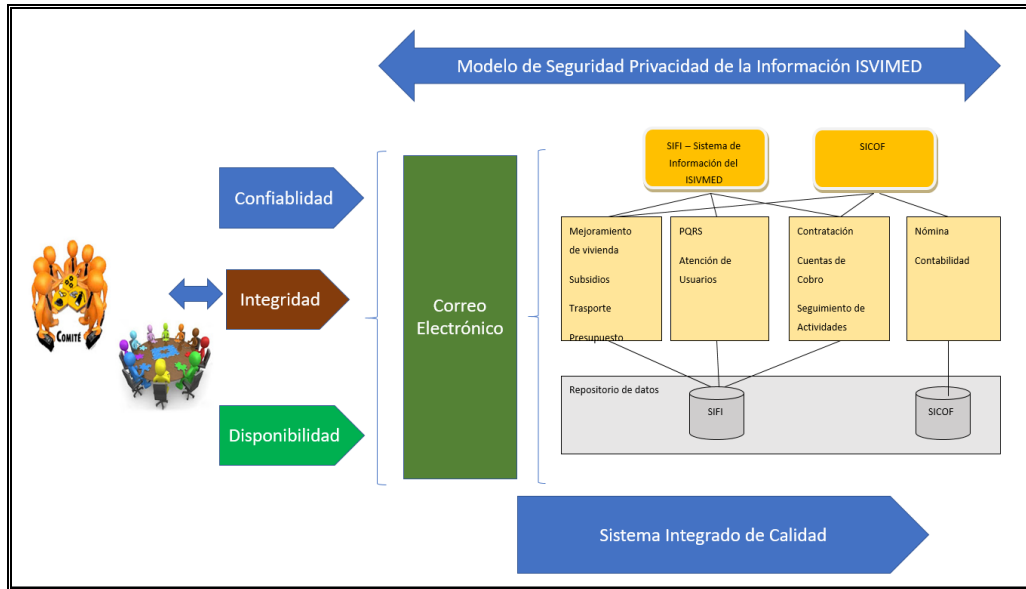 Modelo de Seguridad Privacidad de la Información ISVIMED
SIFI – Sistema de
Información del
ISIVMED
SICOF
Confiablidad
Integridad
Disponibilidad
COMITÉ
Correo
Electrónico
Mejoramiento
de vivienda
Subsidios
Trasporte
Presupuesto
PQRS
Atención de
Usuarios
Contratación
Cuentas de
Cobro
Seguimiento de
Actividades
Nómina
Contabilidad
Repositorio de datos
SIFI
SICOF
Sistema Integrado de Calidad